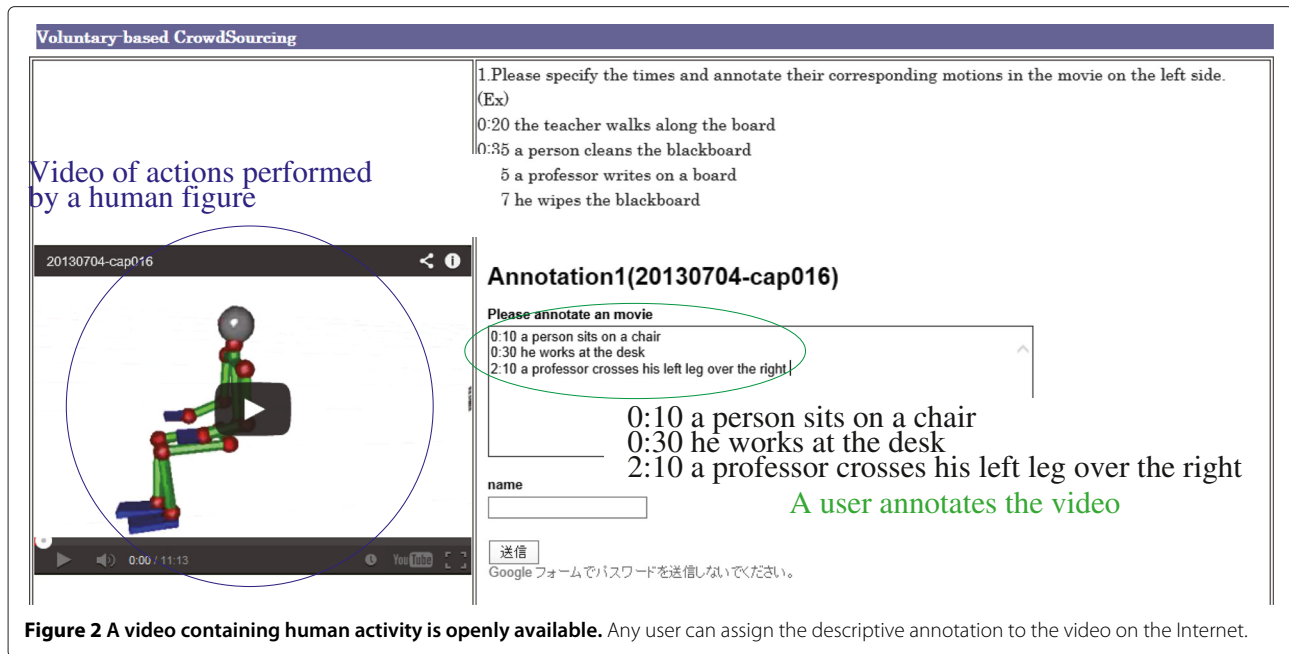 Voluntary-based CrowdSourcing
1.Please specify the times and annotate their corresponding motions in the movie on the left side.
(Ex)
0:20 the teacher walks along the board
0:35 a person cleans the blackboard
5 a professor writes on a board
7 he wipes the blackboard
Video of actions performed
by a human figure
20130704-cap016
0:00 / 11:13
YouTube
Annotation1(20130704-cap016)
Please annotate an movie
0:10 a person sits on a chair
0:30 he works at the desk
2:10 a professor crosses his left leg over the right
0:10 a person sits on a chair
0:30 he works at the desk
2:10 a professor crosses his left leg over the right
A user annotates the video
name
送信
Google フォームでパスワードを送信しないでください。
Figure 2 A video containing human activity is openly available. Any user can assign the descriptive annotation to the video on the Internet.